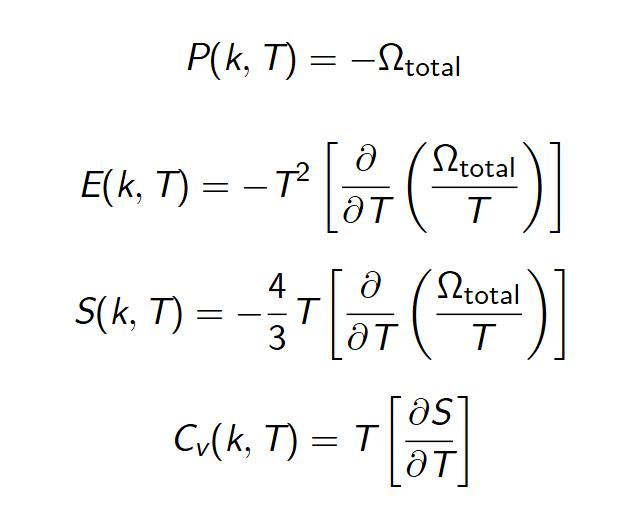 P(k, T) = −Ω_total
E(k, T) = −T² [ ∂/∂T ( Ω_total / T ) ]
S(k, T) = −4/3 T [ ∂/∂T ( Ω_total / T ) ]
C_v(k, T) = T [ ∂S/∂T ]